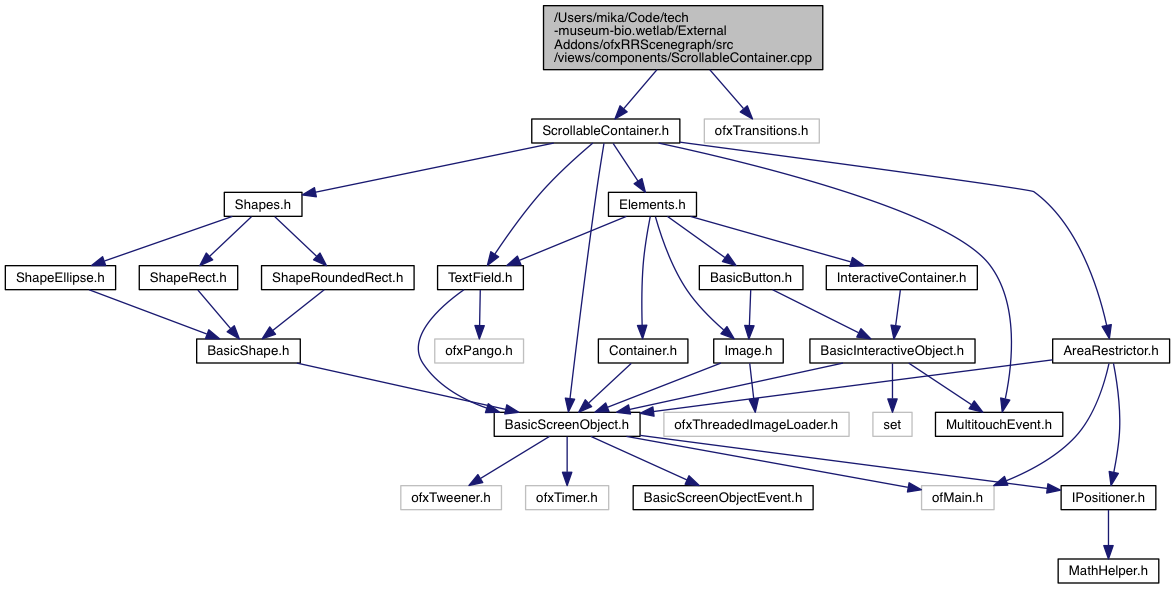 /Users/mika/Code/tech
-museum-bio.wetlab/External
Addons/ofxRRScenegraph/src
/views/components/ScrollableContainer.cpp
ScrollableContainer.h
ofxTransitions.h
Shapes.h
Elements.h
ShapeEllipse.h
ShapeRect.h
ShapeRoundedRect.h
TextField.h
BasicButton.h
InteractiveContainer.h
BasicShape.h
ofxPango.h
Container.h
Image.h
BasicInteractiveObject.h
AreaRestrictor.h
BasicScreenObject.h
ofxThreadedImageLoader.h
set
MultitouchEvent.h
ofxTweener.h
ofxTimer.h
BasicScreenObjectEvent.h
ofMain.h
IPositioner.h
MathHelper.h